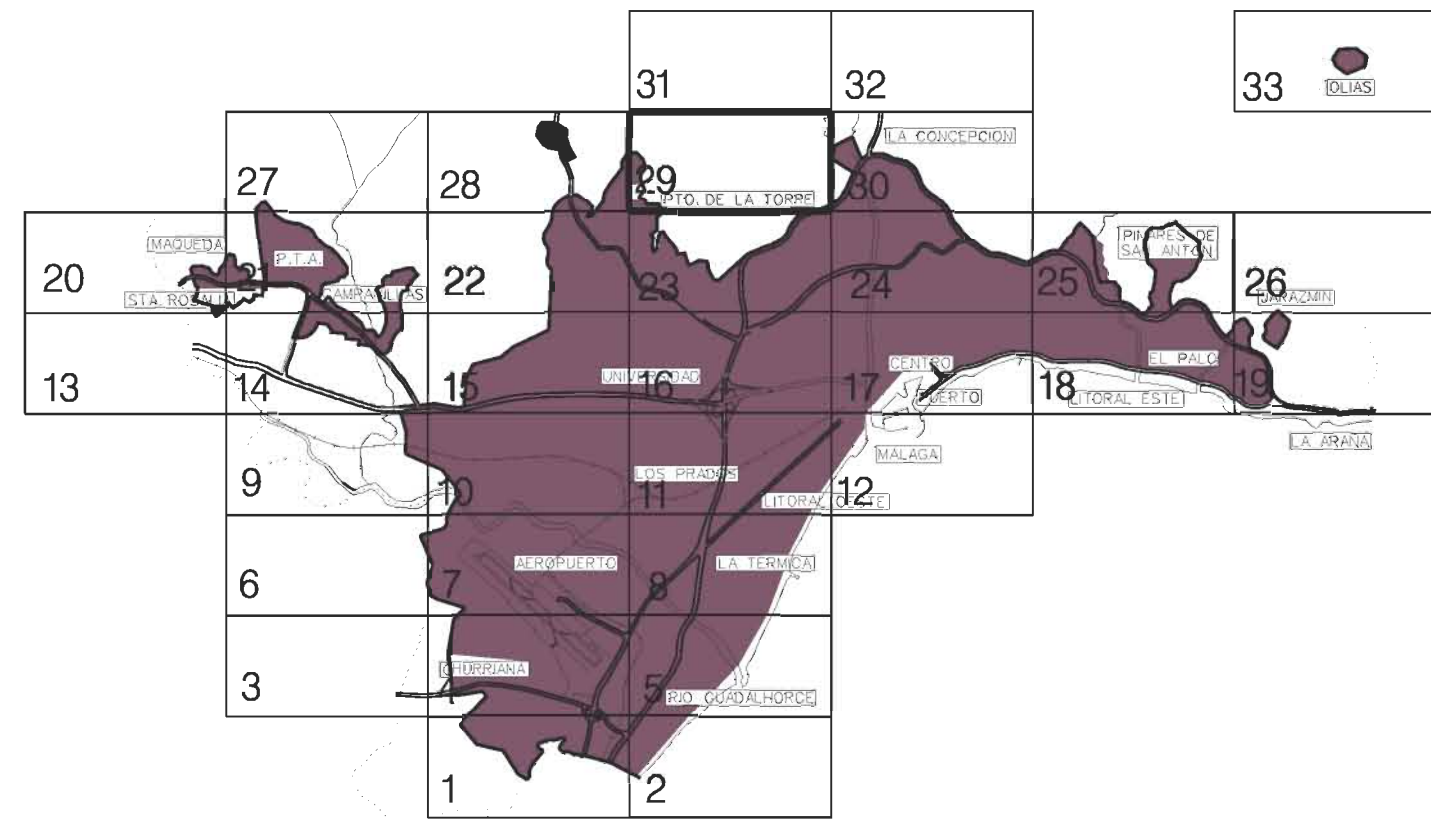 31
32
33
OLIAS
LA CONCEPCION
27
28
29
PTO. DE LA TORRE
30
MAQUEDA
P.T.A.
PINARES DE
SAN ANTON
20
STA. ROSALIA
CAMPANILLAS
22
23
24
25
26
JARAZMIN
CENTRO
EL PALO
UNIVERSIDAD
13
14
15
16
17
PUERTO
18
LITORAL ESTE
19
LA ARAÑA
MALAGA
LOS PRADOS
9
10
11
LITORAL OESTE
12
AEROPUERTO
LA TERMICA
6
7
8
CHURRIANA
3
5
RIO GUADALHORCE
1
2